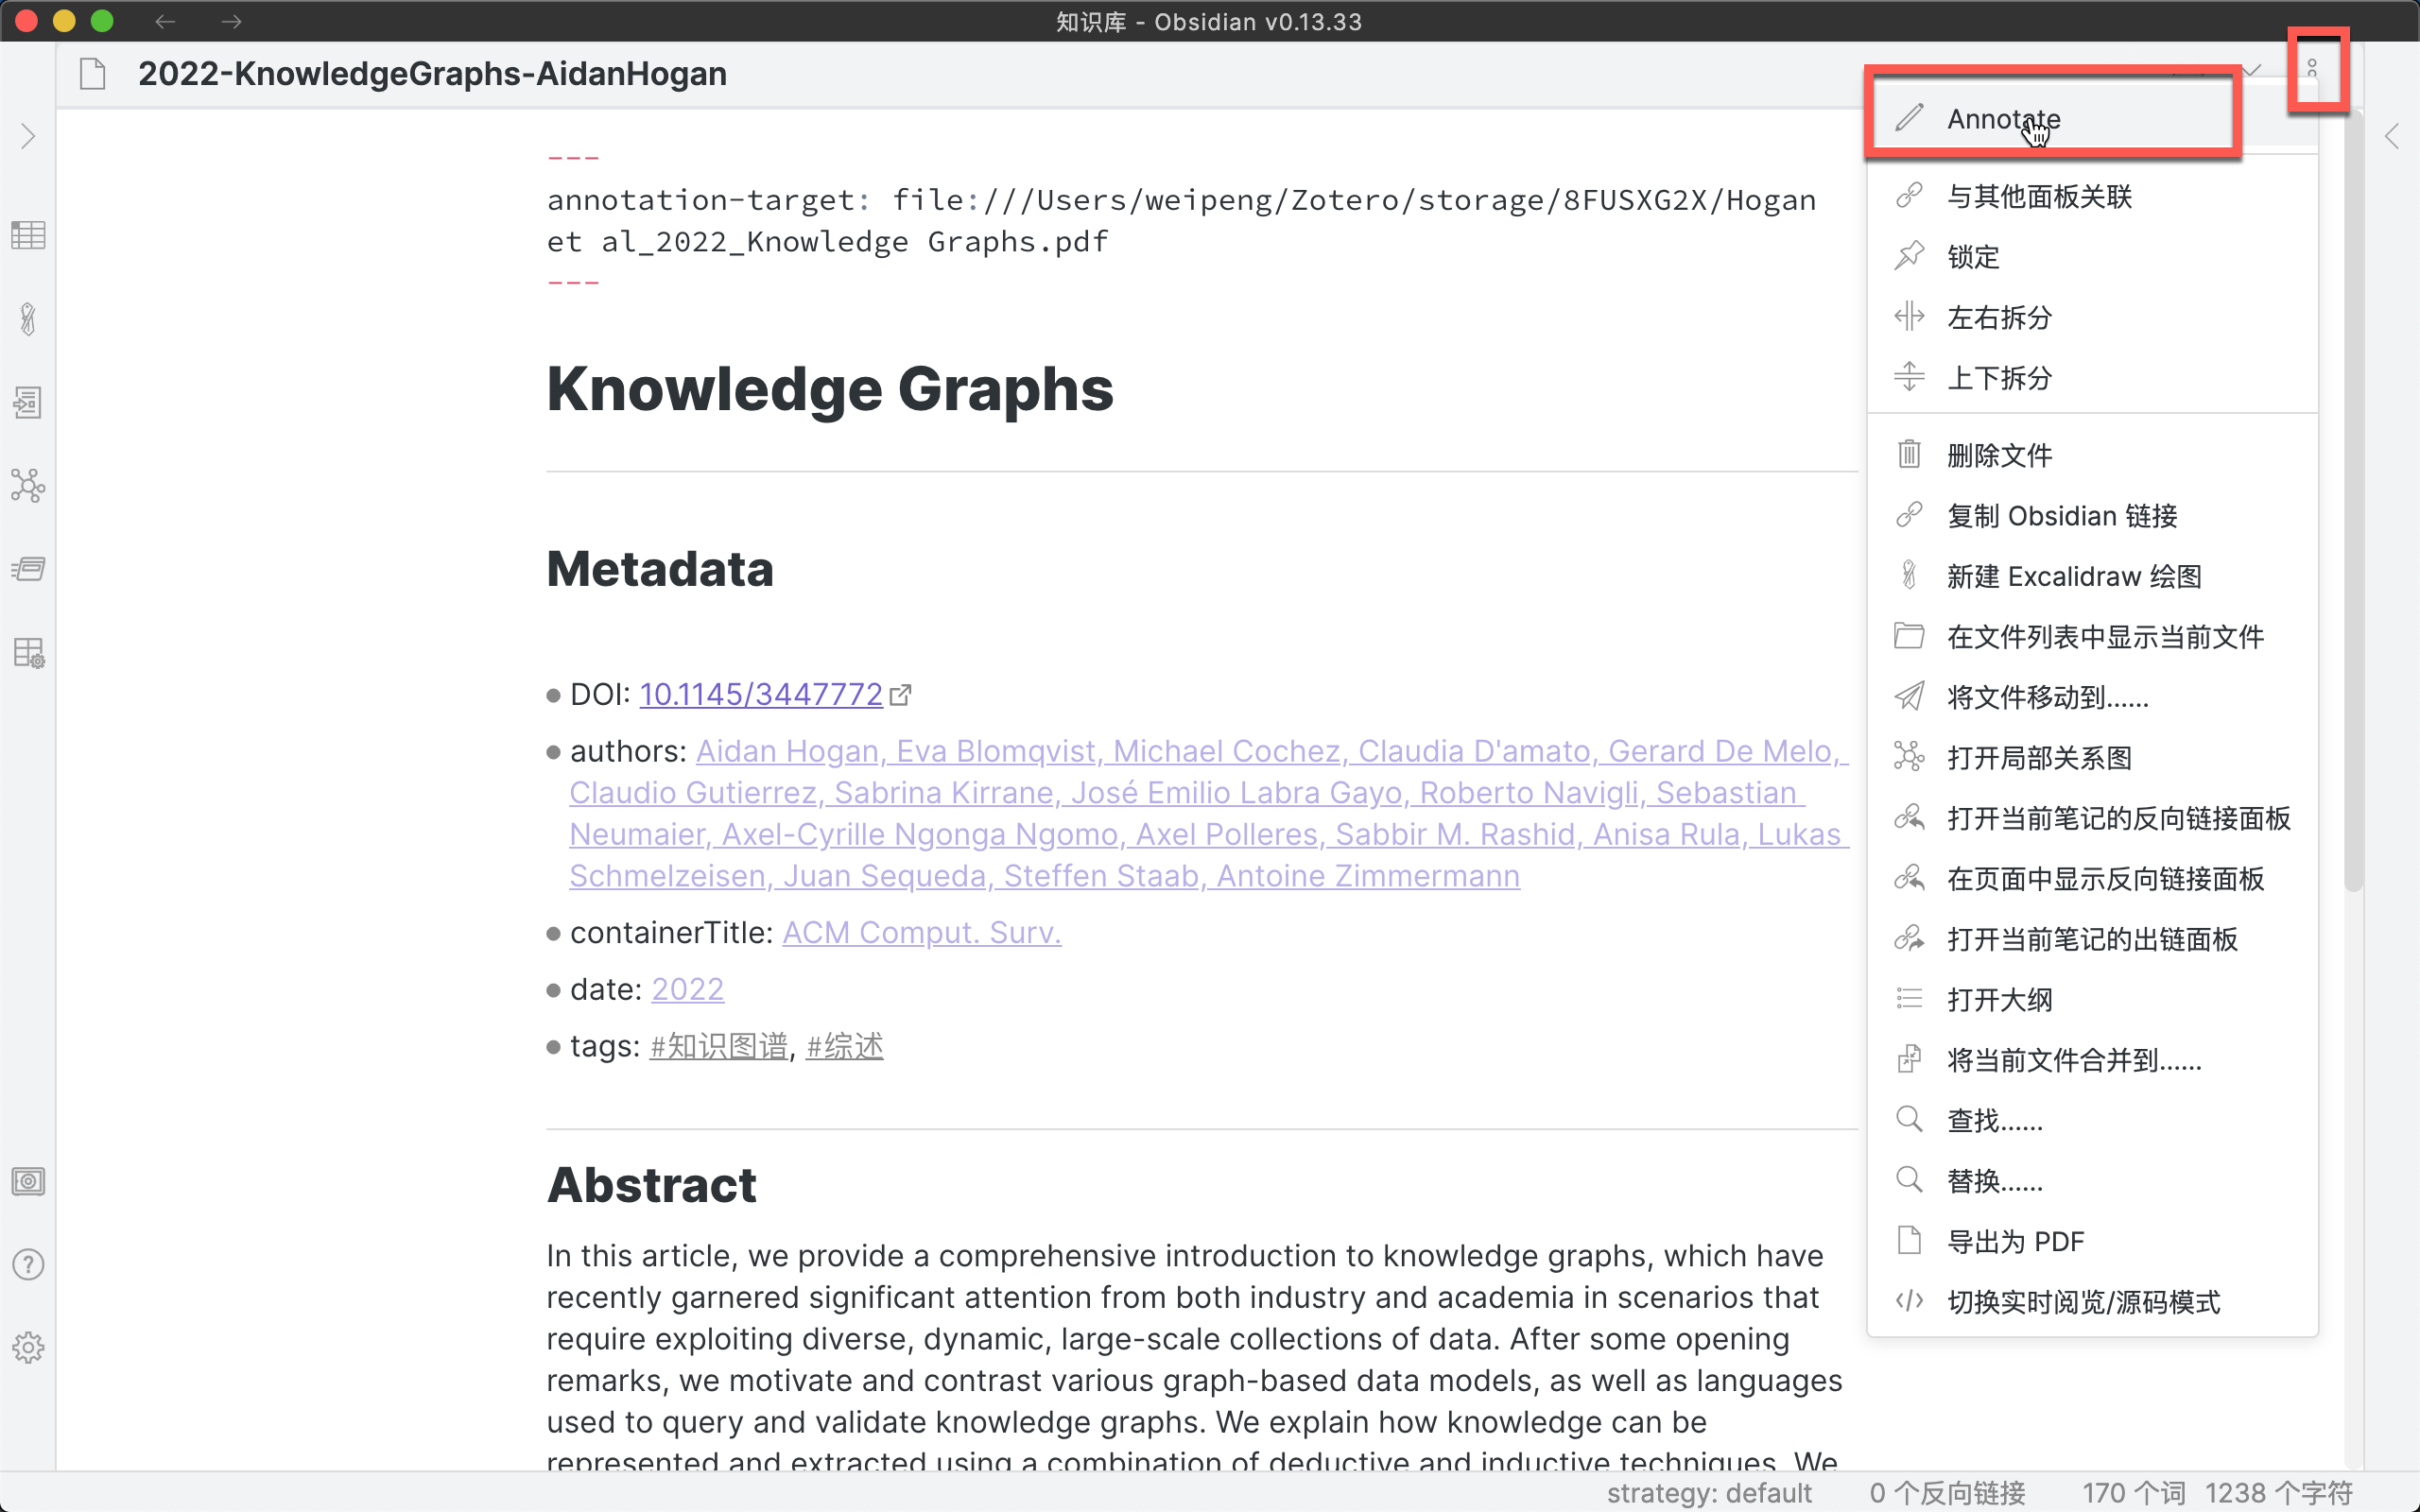 知识库 - Obsidian v0.13.33
2022-KnowledgeGraphs-AidanHogan
---
annotation-target: file:///Users/weipeng/Zotero/storage/8FUSXG2X/Hogan
et al_2022_Knowledge Graphs.pdf
---
Knowledge Graphs
Metadata
DOI: 10.1145/3447772
authors: Aidan Hogan, Eva Blomqvist, Michael Cochez, Claudia D'amato, Gerard De Melo,
Claudio Gutierrez, Sabrina Kirrane, José Emilio Labra Gayo, Roberto Navigli, Sebastian
Neumaier, Axel-Cyrille Ngonga Ngomo, Axel Polleres, Sabbir M. Rashid, Anisa Rula, Lukas
Schmelzeisen, Juan Sequeda, Steffen Staab, Antoine Zimmermann
containerTitle: ACM Comput. Surv.
date: 2022
tags: #知识图谱, #综述
Abstract
In this article, we provide a comprehensive introduction to knowledge graphs, which have
recently garnered significant attention from both industry and academia in scenarios that
require exploiting diverse, dynamic, large-scale collections of data. After some opening
remarks, we motivate and contrast various graph-based data models, as well as languages
used to query and validate knowledge graphs. We explain how knowledge can be
represented and extracted using a combination of deductive and inductive techniques. We
Annotate
与其他面板关联
锁定
左右拆分
上下拆分
删除文件
复制 Obsidian 链接
新建 Excalidraw 绘图
在文件列表中显示当前文件
将文件移动到……
打开局部关系图
打开当前笔记的反向链接面板
在页面中显示反向链接面板
打开当前笔记的出链面板
打开大纲
将当前文件合并到……
查找……
替换……
导出为 PDF
切换实时阅览/源码模式
strategy: default 0 个反向链接 170 个词 1238 个字符